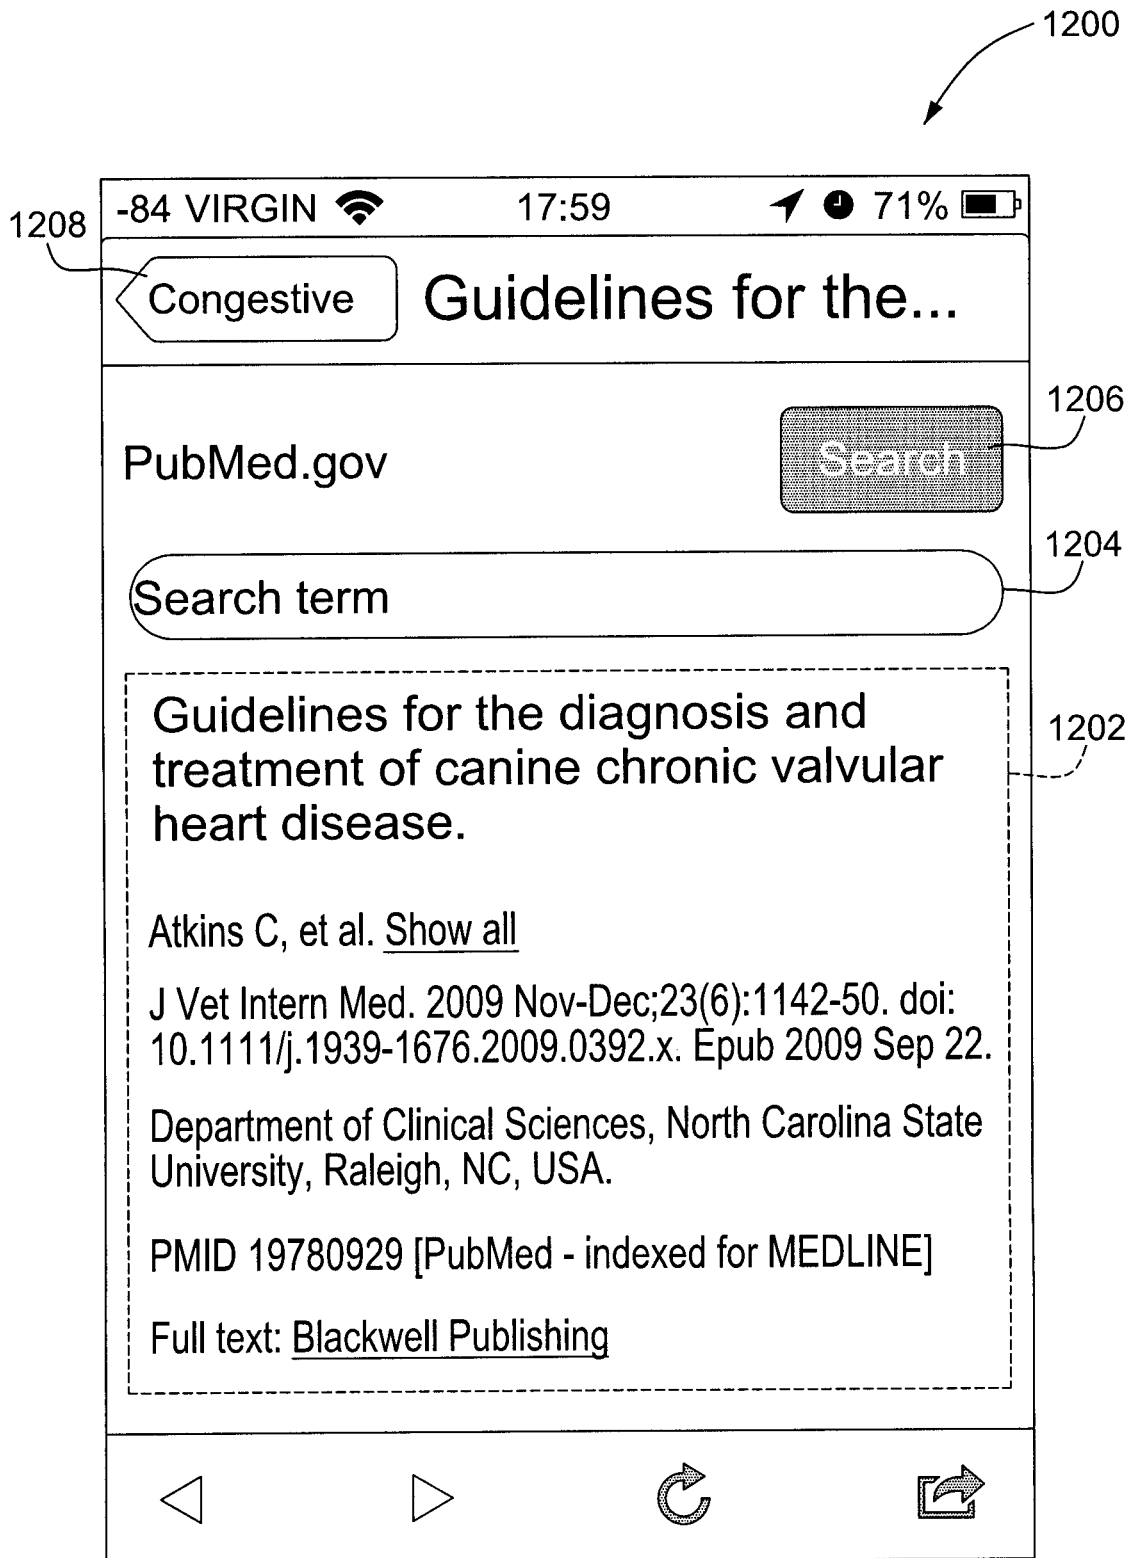 1200
-84 VIRGIN 17:59 71%
1208
Congestive Guidelines for the...
1206
PubMed.gov Search
1204
Search term
Guidelines for the diagnosis and
1202
treatment of canine chronic valvular
heart disease.
Atkins C, et al. Show all
J Vet Intern Med. 2009 Nov-Dec;23(6):1142-50. doi:
10.1111/j.1939-1676.2009.0392.x. Epub 2009 Sep 22.
Department of Clinical Sciences, North Carolina State
University, Raleigh, NC, USA.
PMID 19780929 [PubMed - indexed for MEDLINE]
Full text: Blackwell Publishing